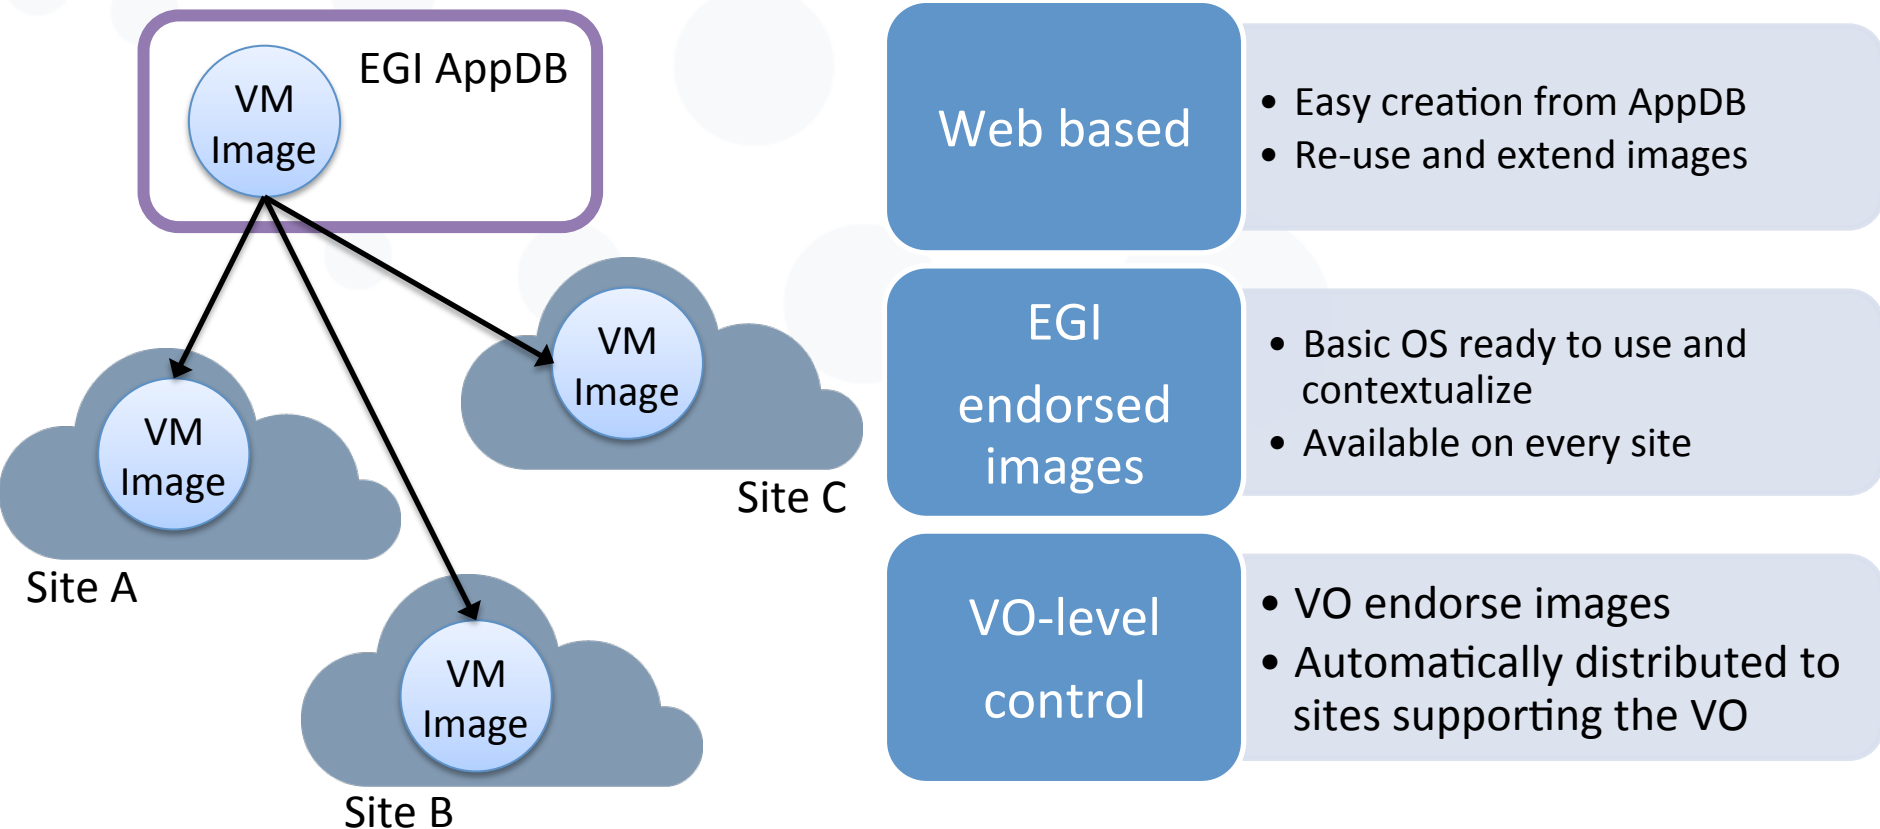 EGI AppDB
VM
Image
VM
Image
Site C
VM
Image
Site A
VM
Image
Site B
Web based
• Easy creation from AppDB
• Re-use and extend images
EGI
endorsed
images
• Basic OS ready to use and
contextualize
• Available on every site
VO-level
control
• VO endorse images
• Automatically distributed to
sites supporting the VO